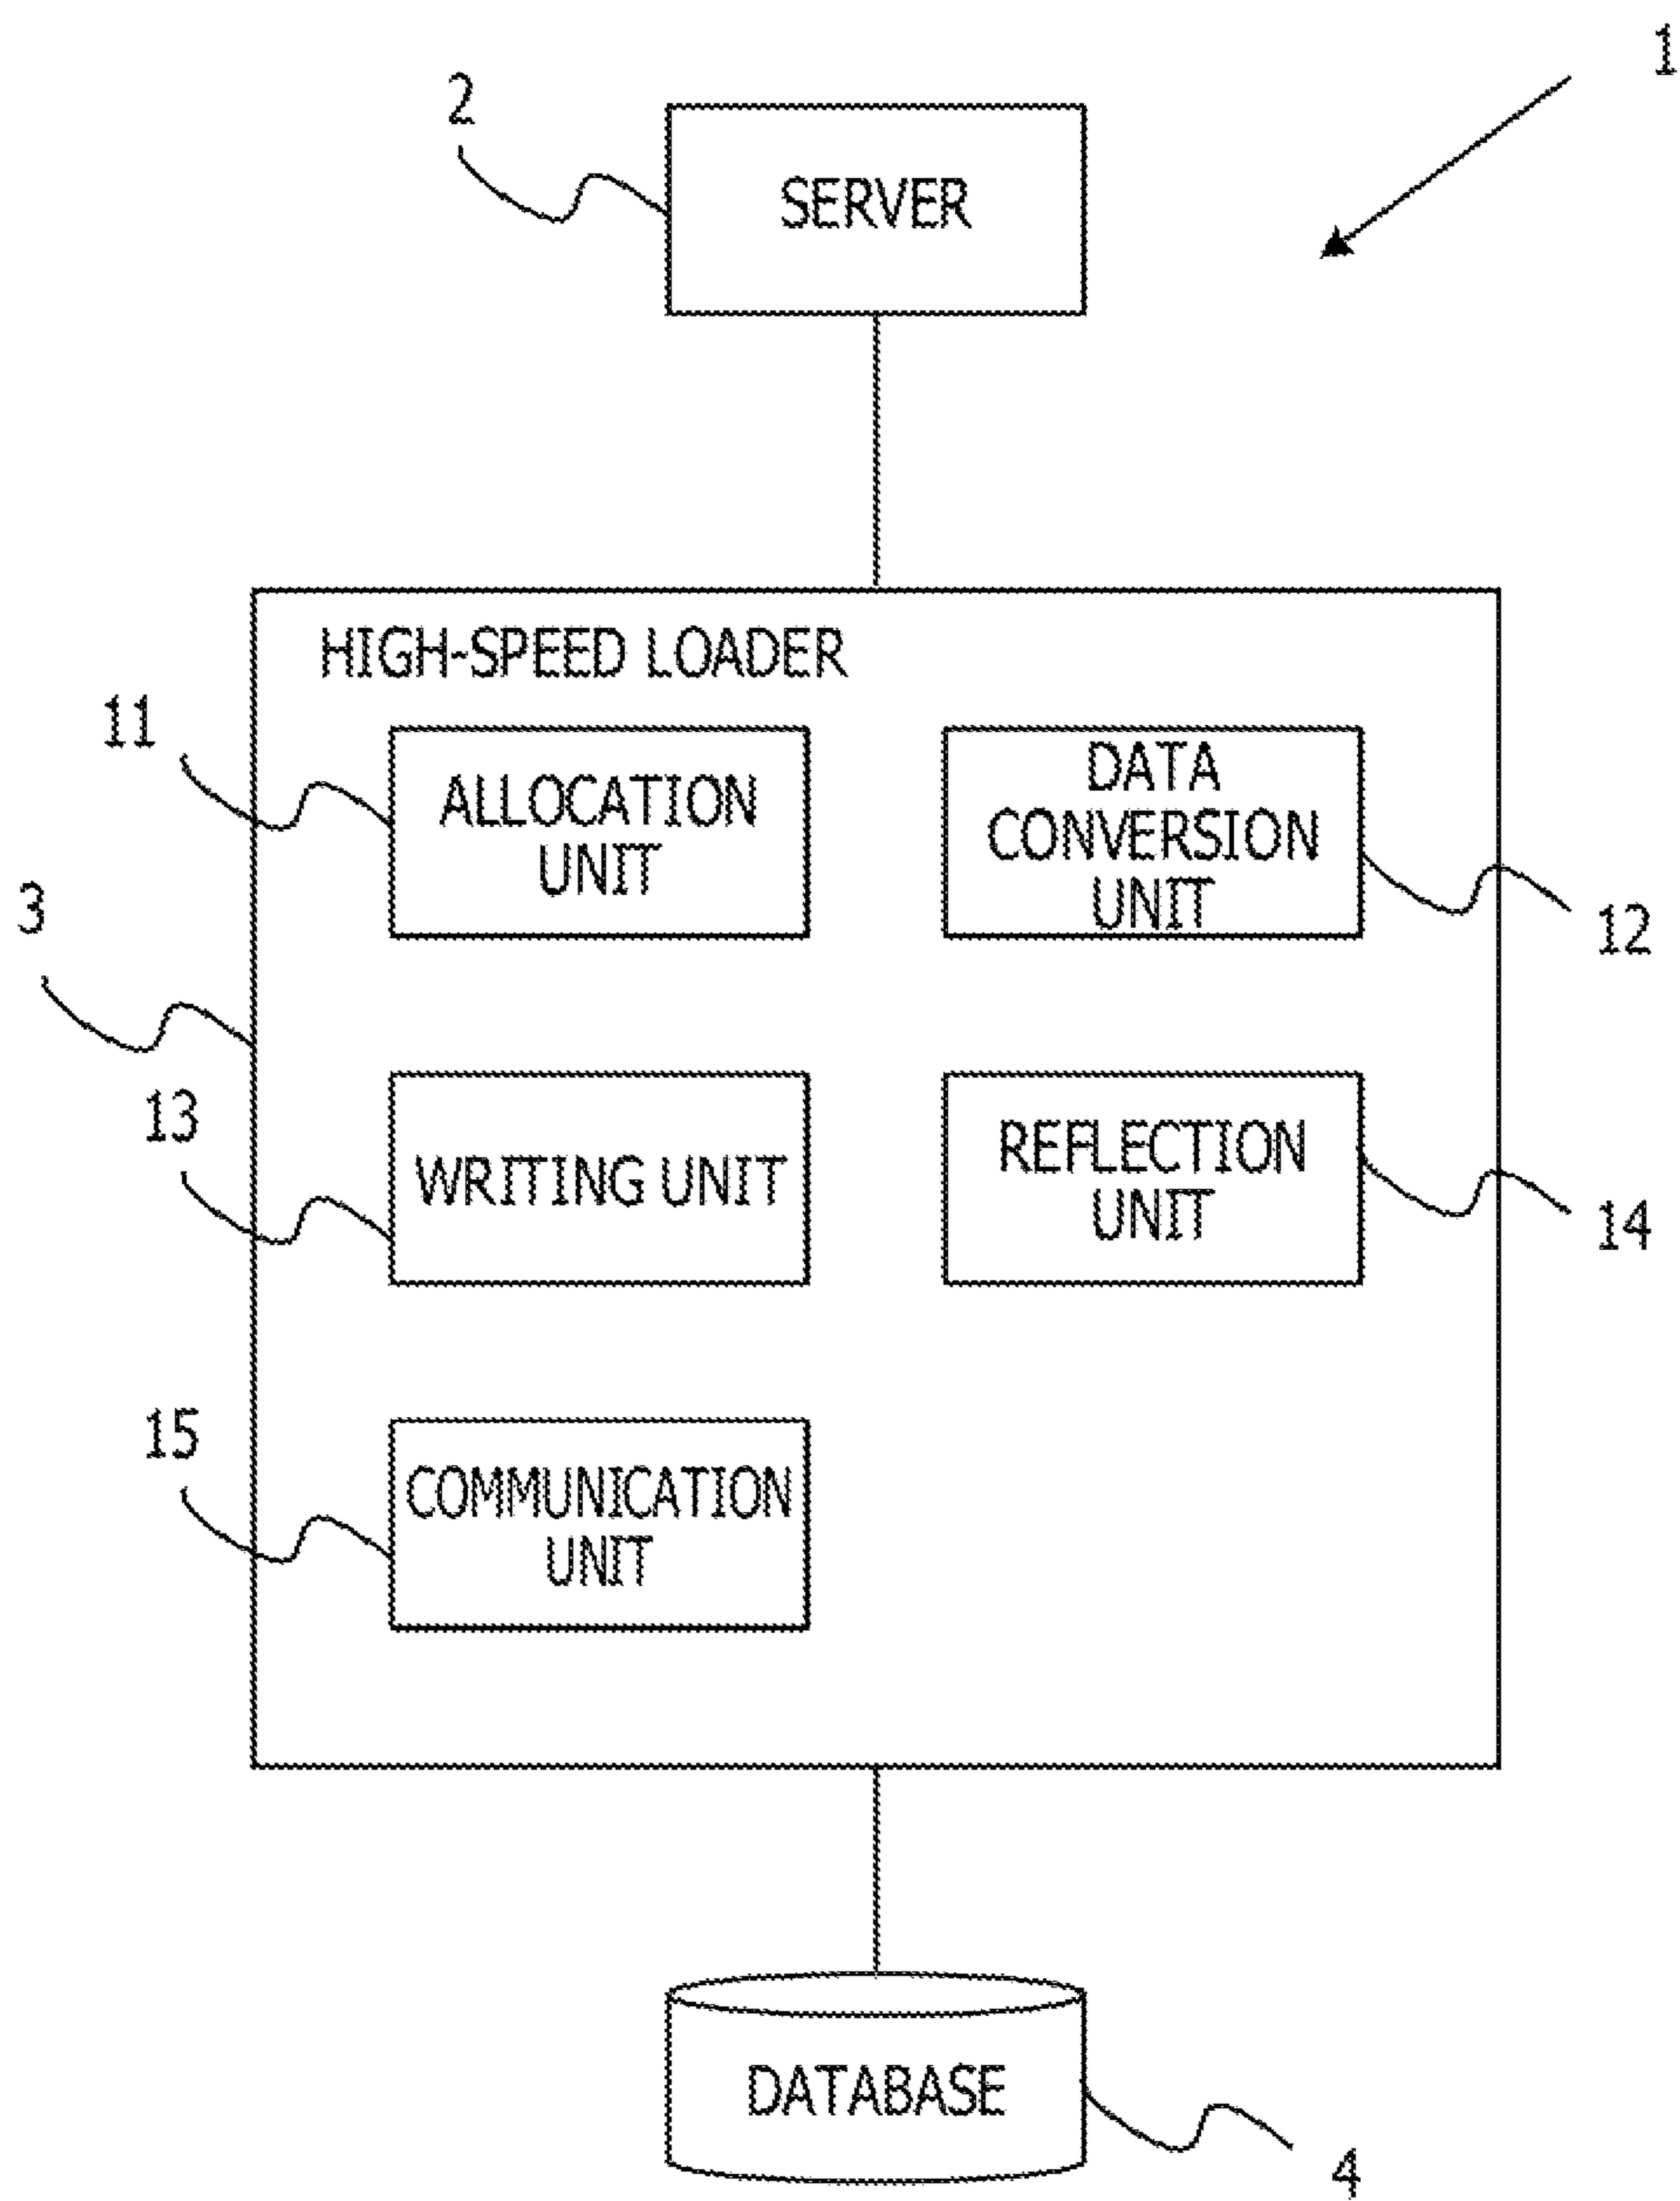 1
2
SERVER
HIGH-SPEED LOADER
11
ALLOCATION
UNIT
DATA
CONVERSION
UNIT
12
3
13
WRITING UNIT
REFLECTION
UNIT
14
15
COMMUNICATION
UNIT
DATABASE
4